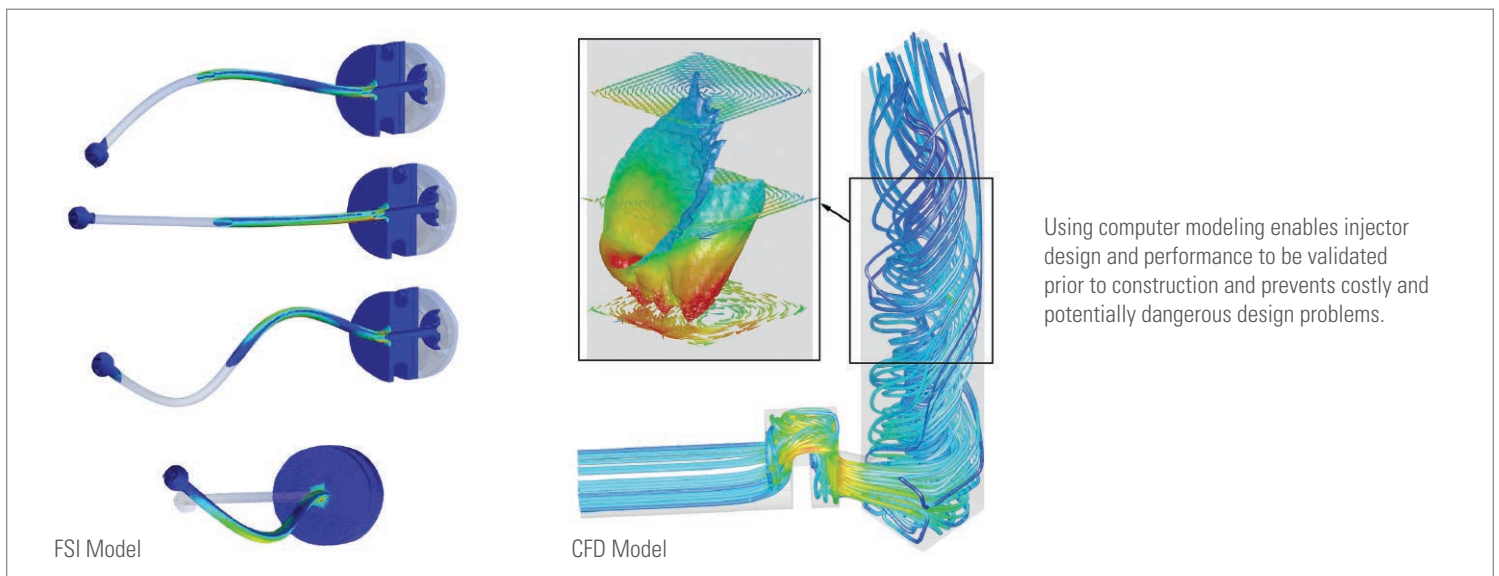 Using computer modeling enables injector
design and performance to be validated
prior to construction and prevents costly and
potentially dangerous design problems.
FSI Model
CFD Model